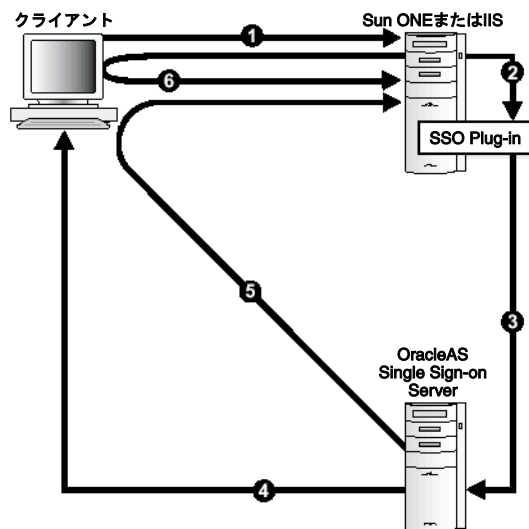 クライアント
Sun ONEまたはIIS
1
2
6
SSO Plug-in
5
3
OracleAS
Single Sign-on
Server
4